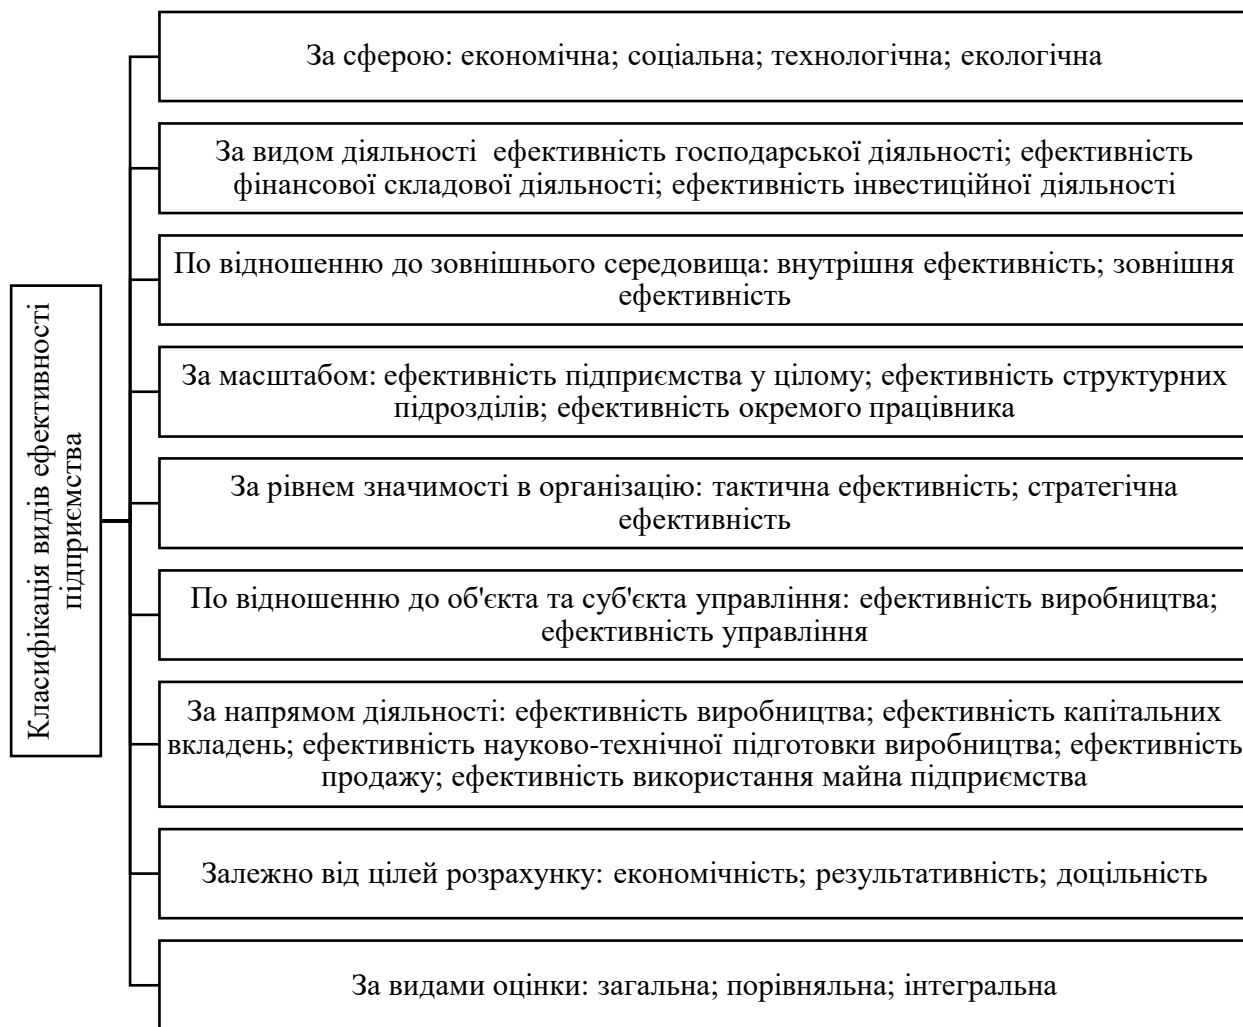 Класифікація видів ефективності
підприємства
За сферою: економічна; соціальна; технологічна; екологічна
За видом діяльності  ефективність господарської діяльності; ефективність
фінансової складової діяльності; ефективність інвестиційної діяльності
По відношенню до зовнішнього середовища: внутрішня ефективність; зовнішня
ефективність
За масштабом: ефективність підприємства у цілому; ефективність структурних
підрозділів; ефективність окремого працівника
За рівнем значимості в організацію: тактична ефективність; стратегічна
ефективність
По відношенню до об'єкта та суб'єкта управління: ефективність виробництва;
ефективність управління
За напрямом діяльності: ефективність виробництва; ефективність капітальних
вкладень; ефективність науково-технічної підготовки виробництва; ефективність
продажу; ефективність використання майна підприємства
Залежно від цілей розрахунку: економічність; результативність; доцільність
За видами оцінки: загальна; порівняльна; інтегральна